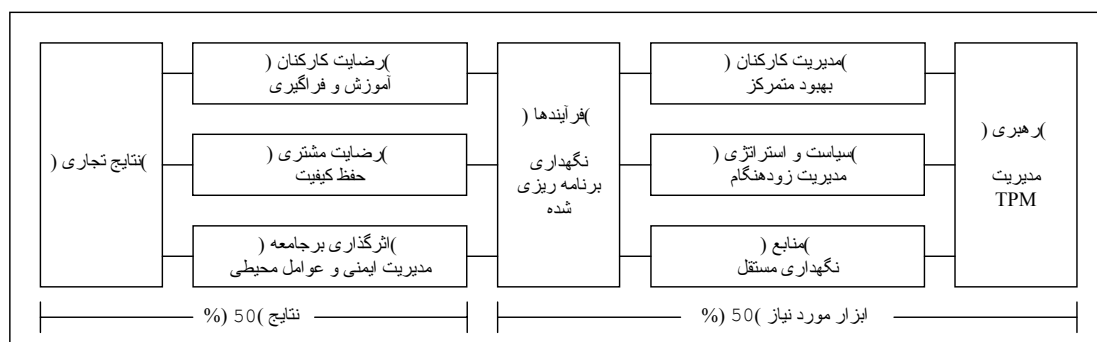 (رهبری)
مدیریت
TPM
(مدیریت کارکنان)
بهبود متمرکز
(سیاست و استراتژی)
مدیریت زودهنگام
(منابع)
نگهداری مستقل
(فرآیندها)
نگهداری
برنامه ریزی
شده
(رضایت کارکنان)
آموزش و فراگیری
(رضایت مشتری)
حفظ کیفیت
(اثرگذاری برجامعه)
مدیریت ایمنی و عوامل محیطی
(نتایج تجاری)
ابزار مورد نیاز (50 %)
نتایج (50 %)